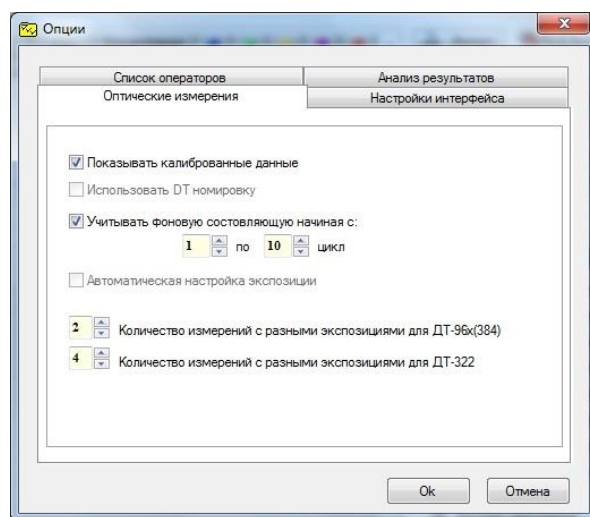 Опции
Список операторов
Анализ результатов
Оптические измерения
Настройки интерфейса
Показывать калиброванные данные
Использовать DT номировку
Учитывать фоновую состовляющую начиная с:
1 по 10 цикл
Автоматическая настройка экспозиции
2 Количество измерений с разными экспозициями для ДТ-96х(384)
4 Количество измерений с разными экспозициями для ДТ-322
Ok
Отмена